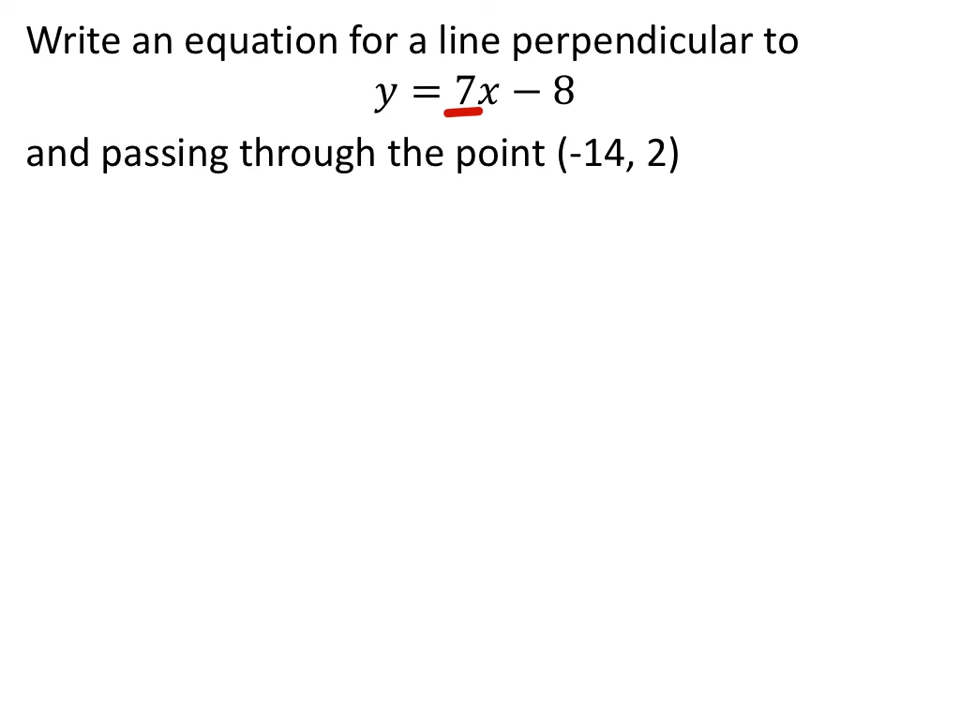 Write an equation for a line perpendicular to
y = 7x − 8
and passing through the point (-14, 2)